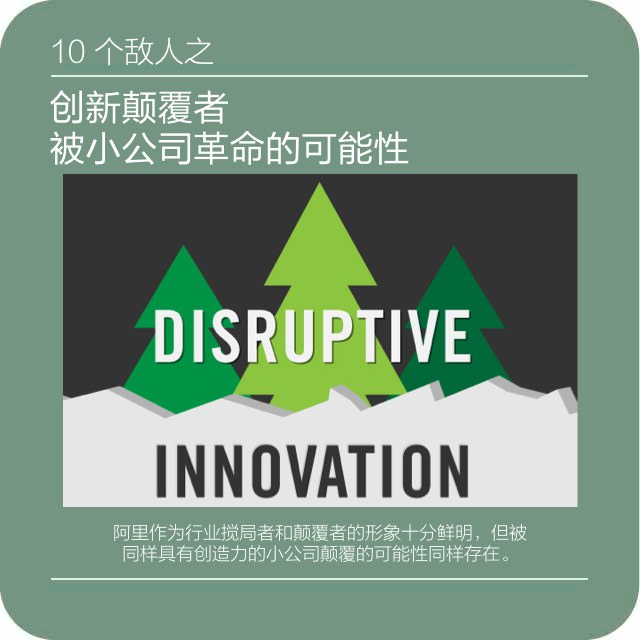 10 个敌人之
创新颠覆者
被小公司革命的可能性
DISRUPTIVE
INNOVATION
阿里作为行业搅局者和颠覆者的形象十分鲜明，但被
同样具有创造力的小公司颠覆的可能性同样存在。